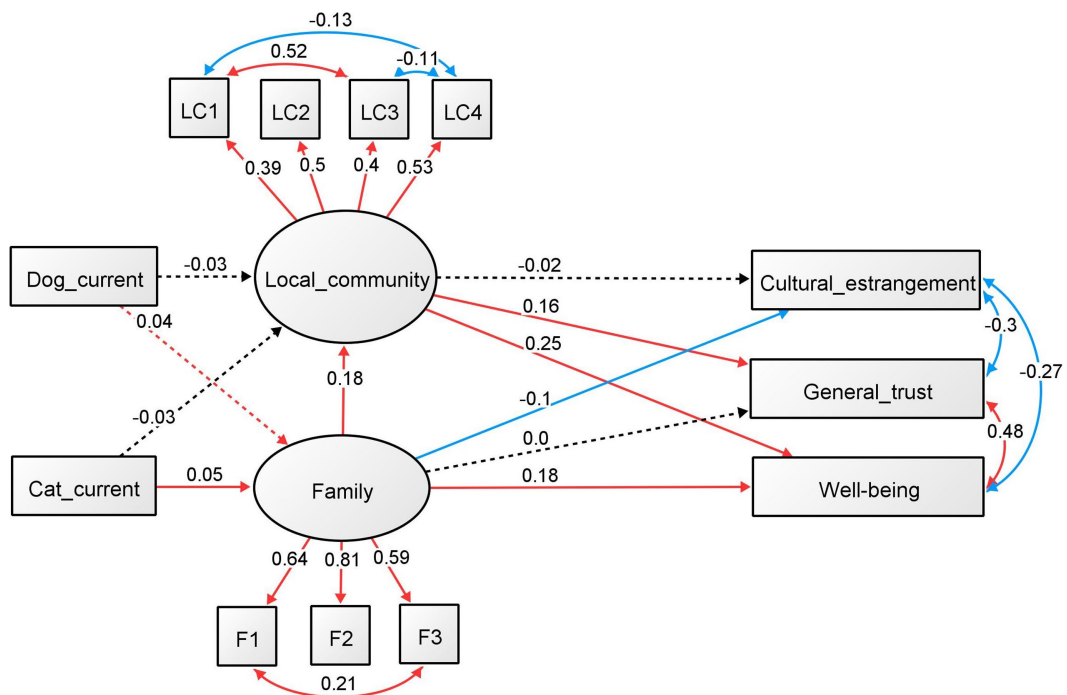 -0.13
0.52
-0.11
LC1
LC2
LC3
LC4
0.39
0.5
0.4
0.53
Dog_current
-0.03
Local_community
-0.02
Cultural_estrangement
0.04
0.16
-0.3
0.25
-0.27
0.18
General_trust
-0.03
-0.1
0.0
0.48
Cat_current
0.05
Family
0.18
Well-being
0.64
0.81
0.59
F1
F2
F3
0.21